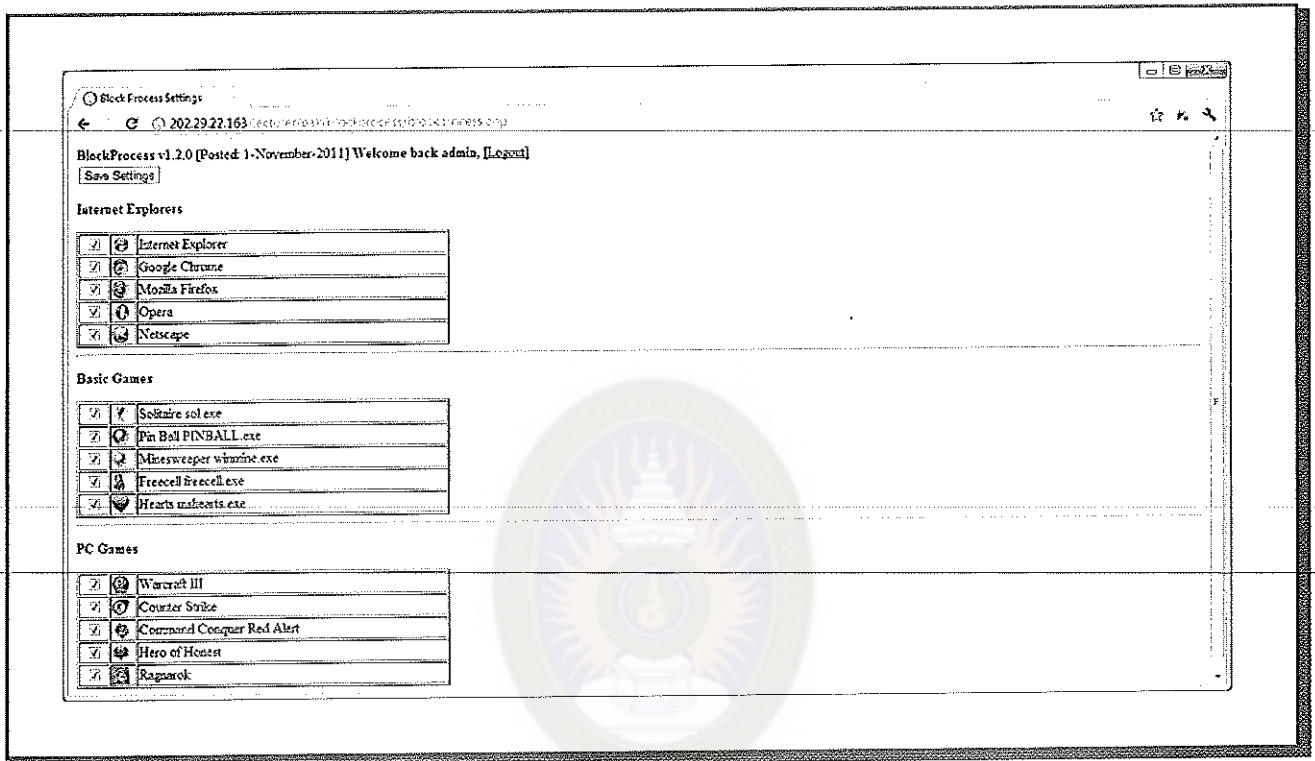 Block Process Settings
202.29.22.163
BlockProcess v1.2.0 [Posted: 1-November-2011] Welcome back admin, [Logout]
Save Settings
Internet Explorers
Internet Explorer
Google Chrome
Mozilla Firefox
Opera
Netscape
Basic Games
Solitaire sol.exe
Pin Ball PINBALL.exe
Minesweeper winmine.exe
Freecell freecell.exe
Hearts mshearts.exe
PC Games
Warcraft III
Counter Strike
Command Conquer Red Alert
Hero of Honest
Ragnarok